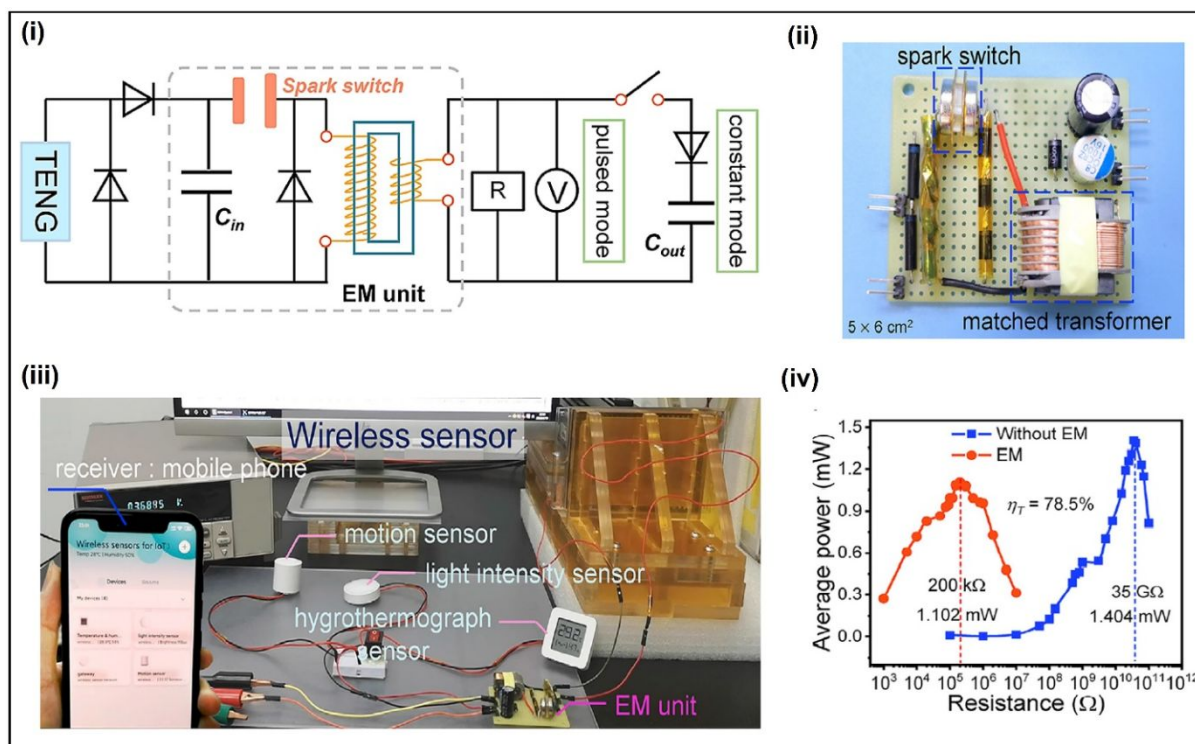 (i)
Spark switch
TENG
C_in
EM unit
R
V
pulsed mode
C_out
constant mode
(ii)
spark switch
matched transformer
5 × 6 cm²
(iii)
Wireless sensor
receiver : mobile phone
Wireless sensors for IoT
Devices
motion sensor
light intensity sensor
hygrothermograph
sensor
29.2
EM unit
(iv)
Average power (mW)
1.5
1.2
0.9
0.6
0.3
0.0
Without EM
EM
η_T = 78.5%
200 kΩ
1.102 mW
35 GΩ
1.404 mW
10³ 10⁴ 10⁵ 10⁶ 10⁷ 10⁸ 10⁹ 10¹⁰ 10¹¹ 10¹²
Resistance (Ω)